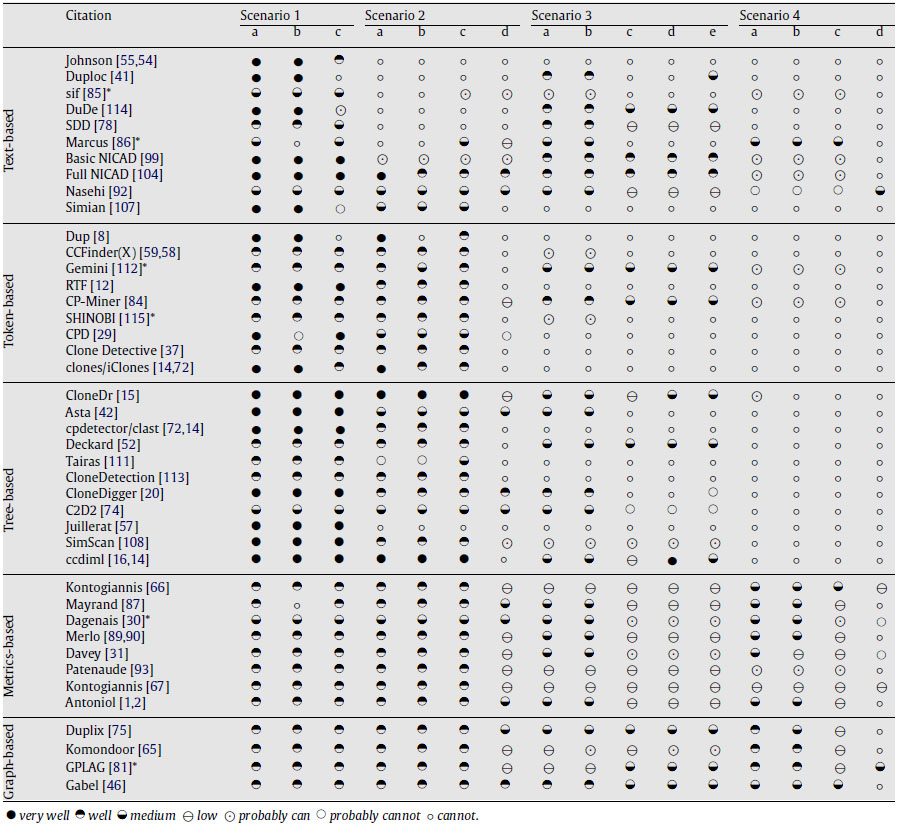 Citation Scenario 1 Scenario 2 Scenario 3 Scenario 4
a b c a b c d a b c d e a b c d
Text-based
Johnson [55,54]
Duploc [41]
sif [85]*
DuDe [114]
SDD [78]
Marcus [86]*
Basic NICAD [99]
Full NICAD [104]
Nasehi [92]
Simian [107]
Token-based
Dup [8]
CCFinder(X) [59,58]
Gemini [112]*
RTF [12]
CP-Miner [84]
SHINOBI [115]*
CPD [29]
Clone Detective [37]
clones/iClones [14,72]
Tree-based
CloneDr [15]
Asta [42]
cpdetector/clast [72,14]
Deckard [52]
Tairas [111]
CloneDetection [113]
CloneDigger [20]
C2D2 [74]
Juillerat [57]
SimScan [108]
ccdiml [16,14]
Metrics-based
Kontogiannis [66]
Mayrand [87]
Dagenais [30]*
Merlo [89,90]
Davey [31]
Patenaude [93]
Kontogiannis [67]
Antoniol [1,2]
Graph-based
Duplix [75]
Komondoor [65]
GPLAG [81]*
Gabel [46]
very well well medium low probably can probably cannot cannot.